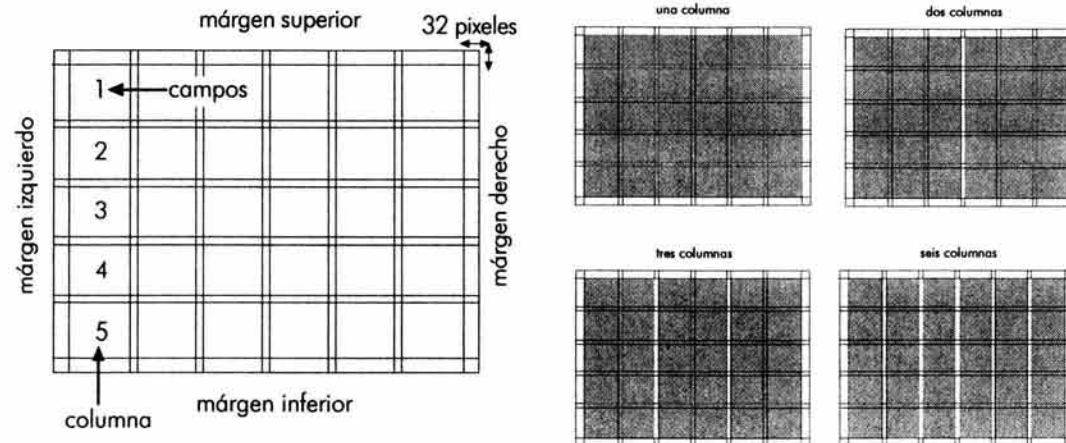 márgen superior
32 pixeles
1
campos
2
3
4
5
márgen izquierdo
márgen derecho
columna
márgen inferior
una columna
dos columnas
tres columnas
seis columnas